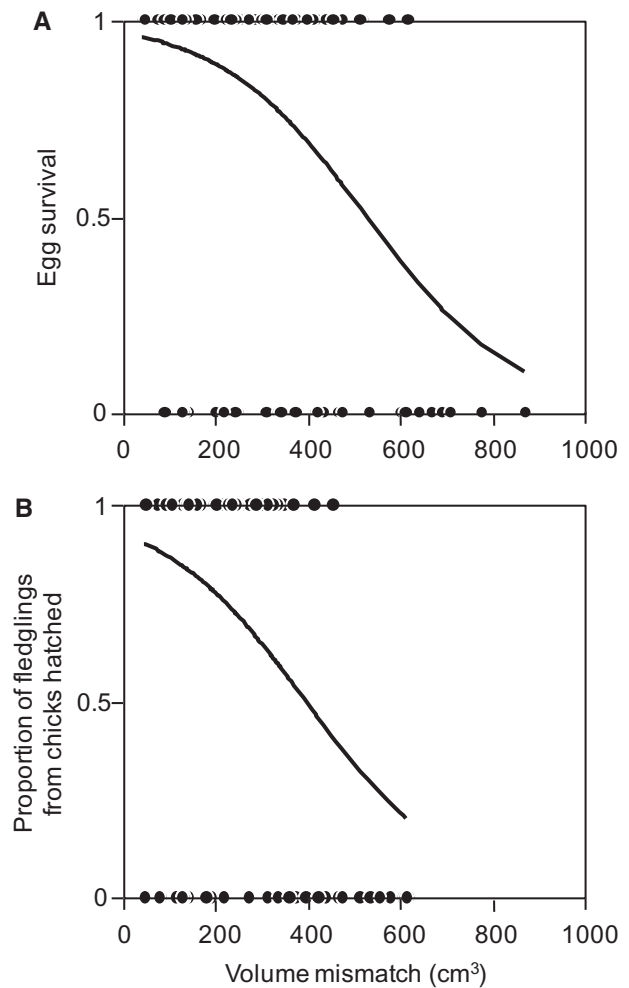 A
1
0.5
0
Egg survival
0 200 400 600 800 1000
B
1
0.5
0
Proportion of fledglings
from chicks hatched
0 200 400 600 800 1000
Volume mismatch (cm³)